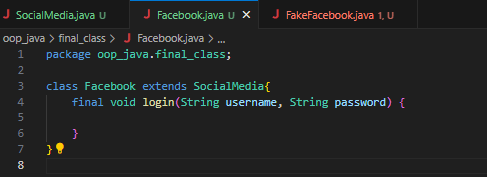 SocialMedia.java U
Facebook.java U
FakeFacebook.java 1, U
oop_java > final_class > Facebook.java > ...
1 package oop_java.final_class;
2
3 class Facebook extends SocialMedia{
4 final void login(String username, String password) {
5
6 }
7 }
8